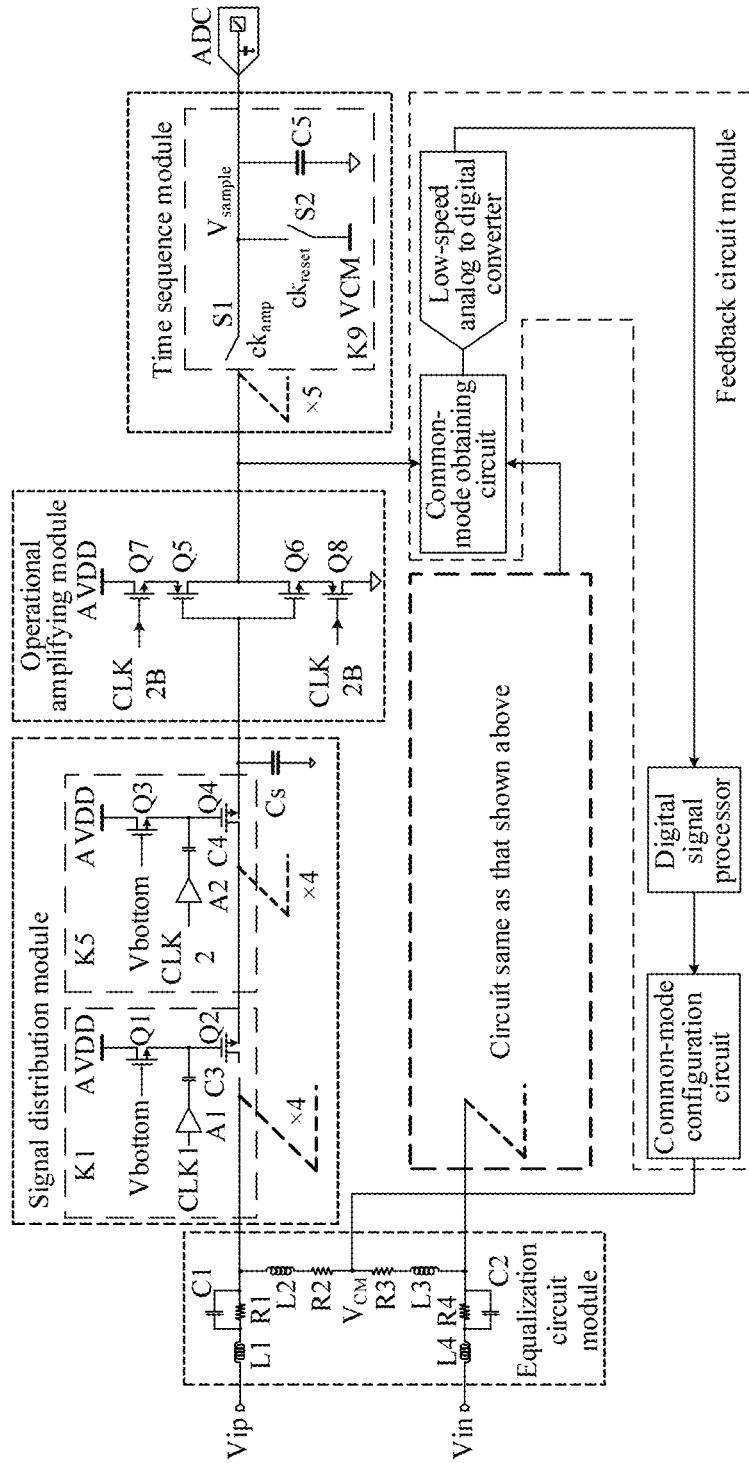 Vip
Vin
L1
C1
R1
L2
R2
V_CM
R3
L3
L4
R4
C2
Equalization
circuit
module
Signal distribution module
K1
AVDD
Q1
Vbottom
CLK1
A1
C3
Q2
×4
K5
AVDD
Q3
Vbottom
CLK
2
A2
C4
Q4
×4
Cs
Operational
amplifying module
AVDD
CLK
2B
Q7
Q5
Q6
Q8
CLK
2B
Time sequence module
S1
ck_amp
V_sample
ck_reset
S2
C5
K9
VCM
×5
ADC
Circuit same as that shown above
Common-
mode obtaining
circuit
Low-speed
analog to digital
converter
Feedback circuit module
Digital
signal
processor
Common-mode
configuration
circuit